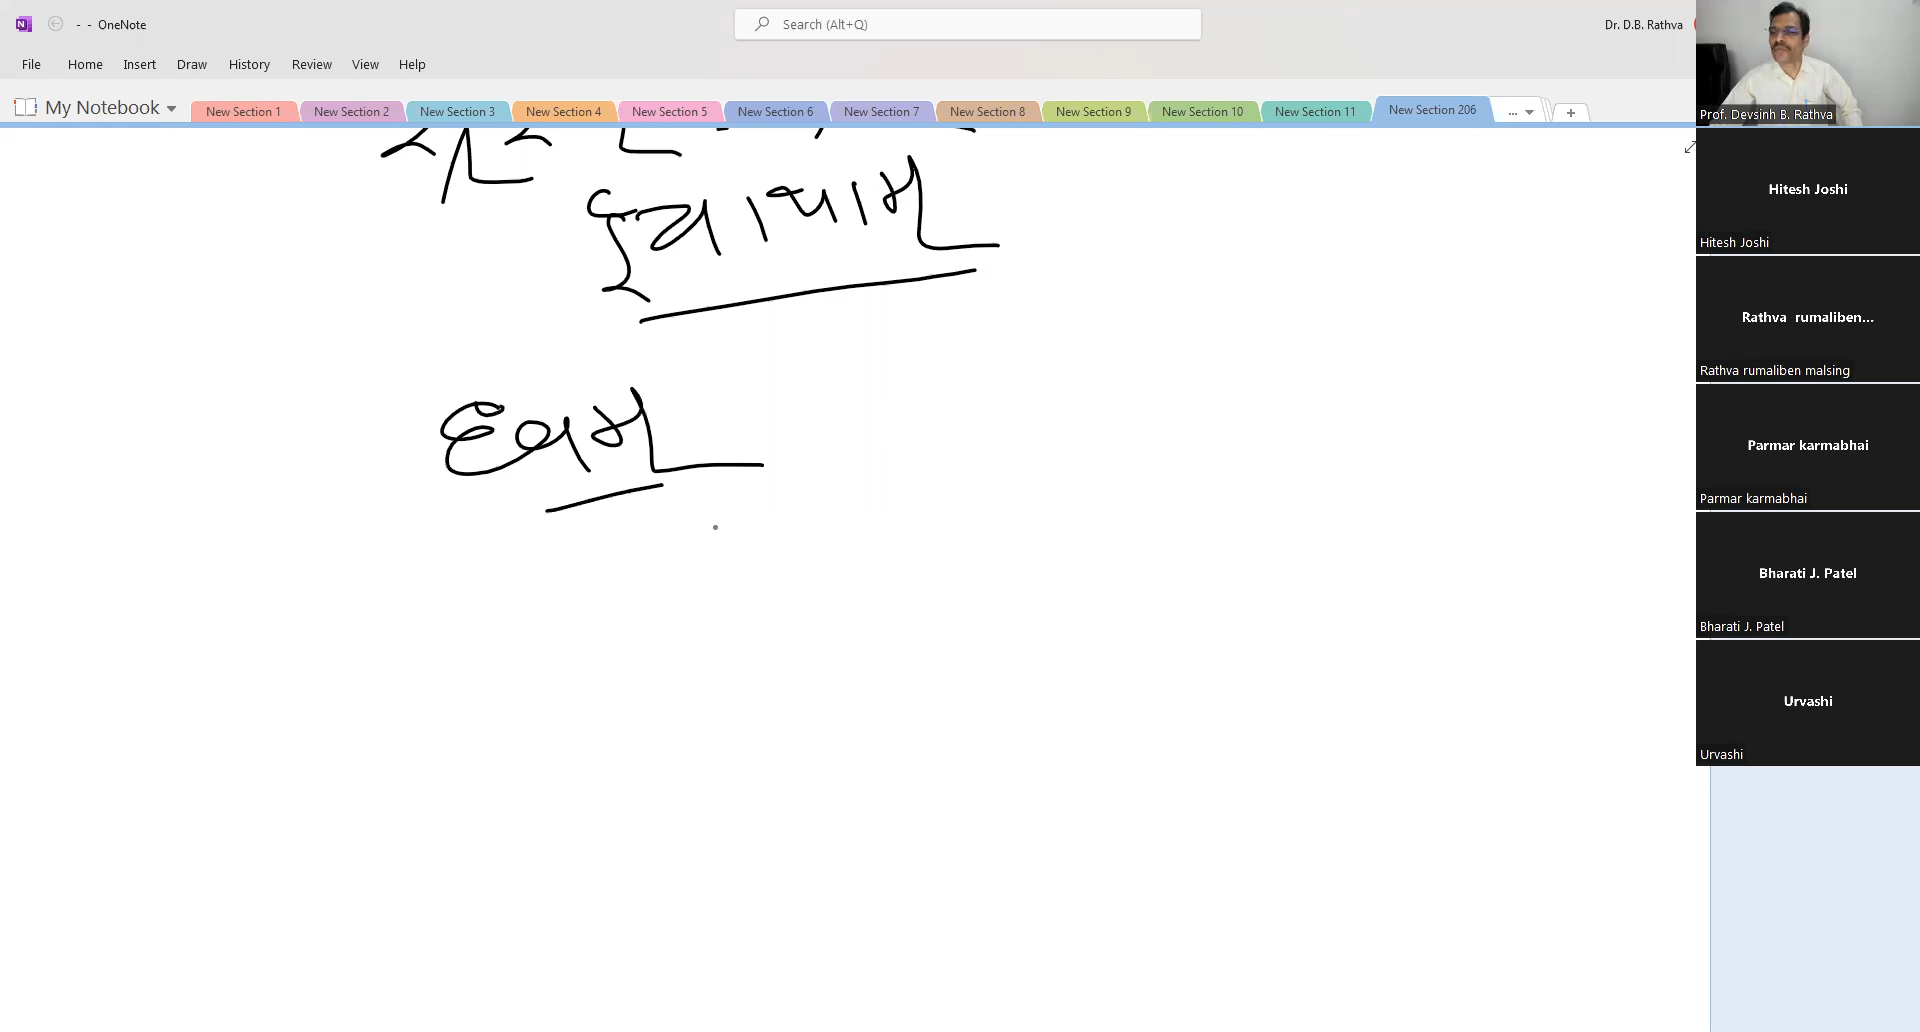 - - OneNote
Search (Alt+Q)
Dr. D.B. Rathva
File Home Insert Draw History Review View Help
My Notebook
New Section 1 New Section 2 New Section 3 New Section 4 New Section 5 New Section 6 New Section 7 New Section 8 New Section 9 New Section 10 New Section 11 New Section 206 ...
Prof. Devsinh B. Rathva
Hitesh Joshi
Hitesh Joshi
Rathva rumaliben...
Rathva rumaliben malsing
Parmar karmabhai
Parmar karmabhai
Bharati J. Patel
Bharati J. Patel
Urvashi
Urvashi